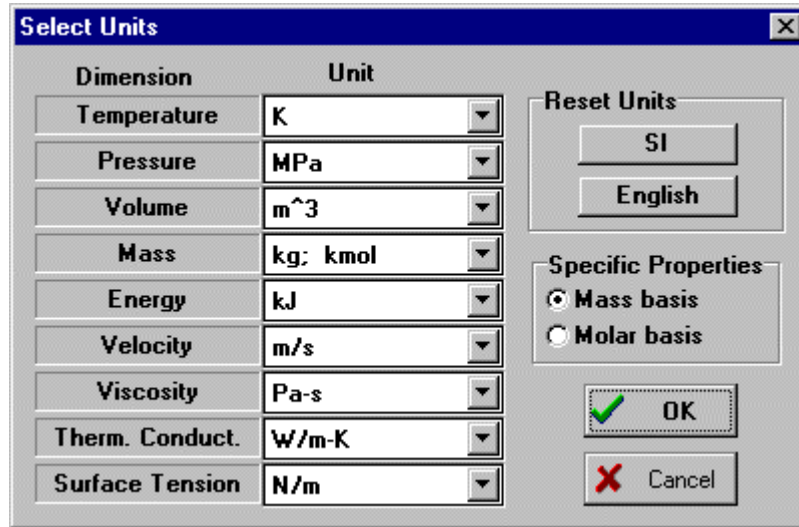 Select Units
Dimension Unit
Temperature K
Pressure MPa
Volume m^3
Mass kg; kmol
Energy kJ
Velocity m/s
Viscosity Pa-s
Therm. Conduct. W/m-K
Surface Tension N/m
Reset Units
SI
English
Specific Properties
Mass basis
Molar basis
OK
Cancel